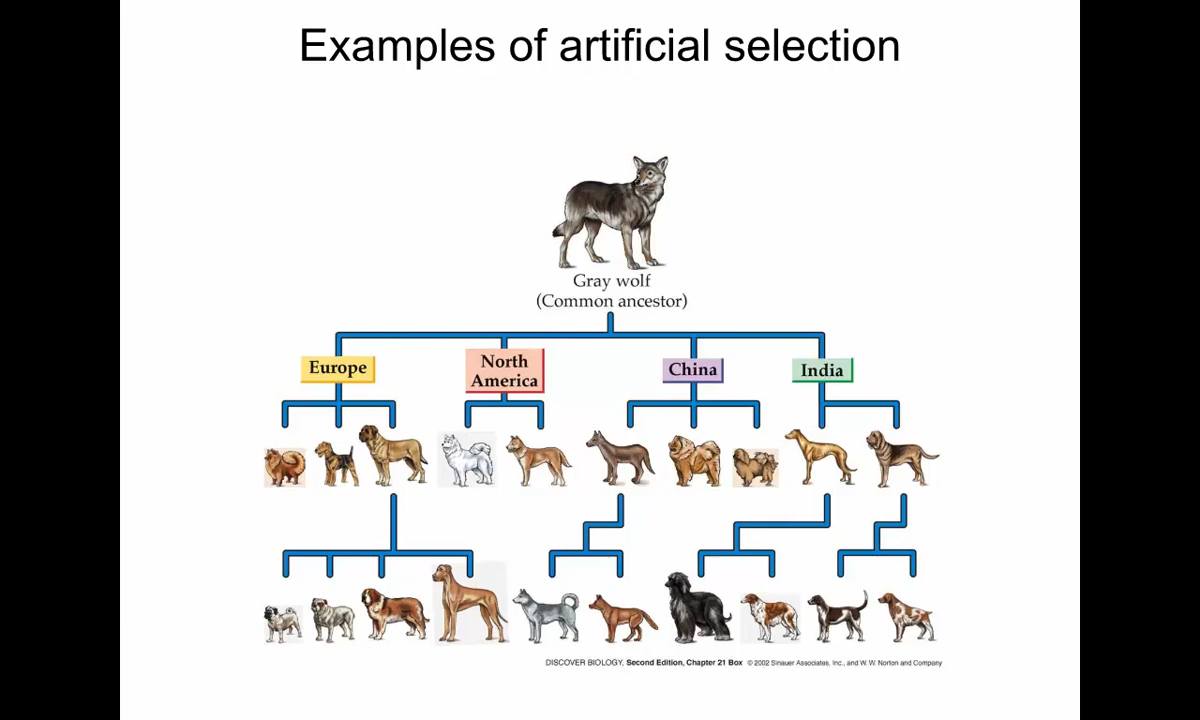 Examples of artificial selection
Gray wolf
(Common ancestor)
Europe
North
America
China
India
DISCOVER BIOLOGY, Second Edition, Chapter 21 Box © 2002 Sinauer Associates, Inc., and W. W. Norton and Company